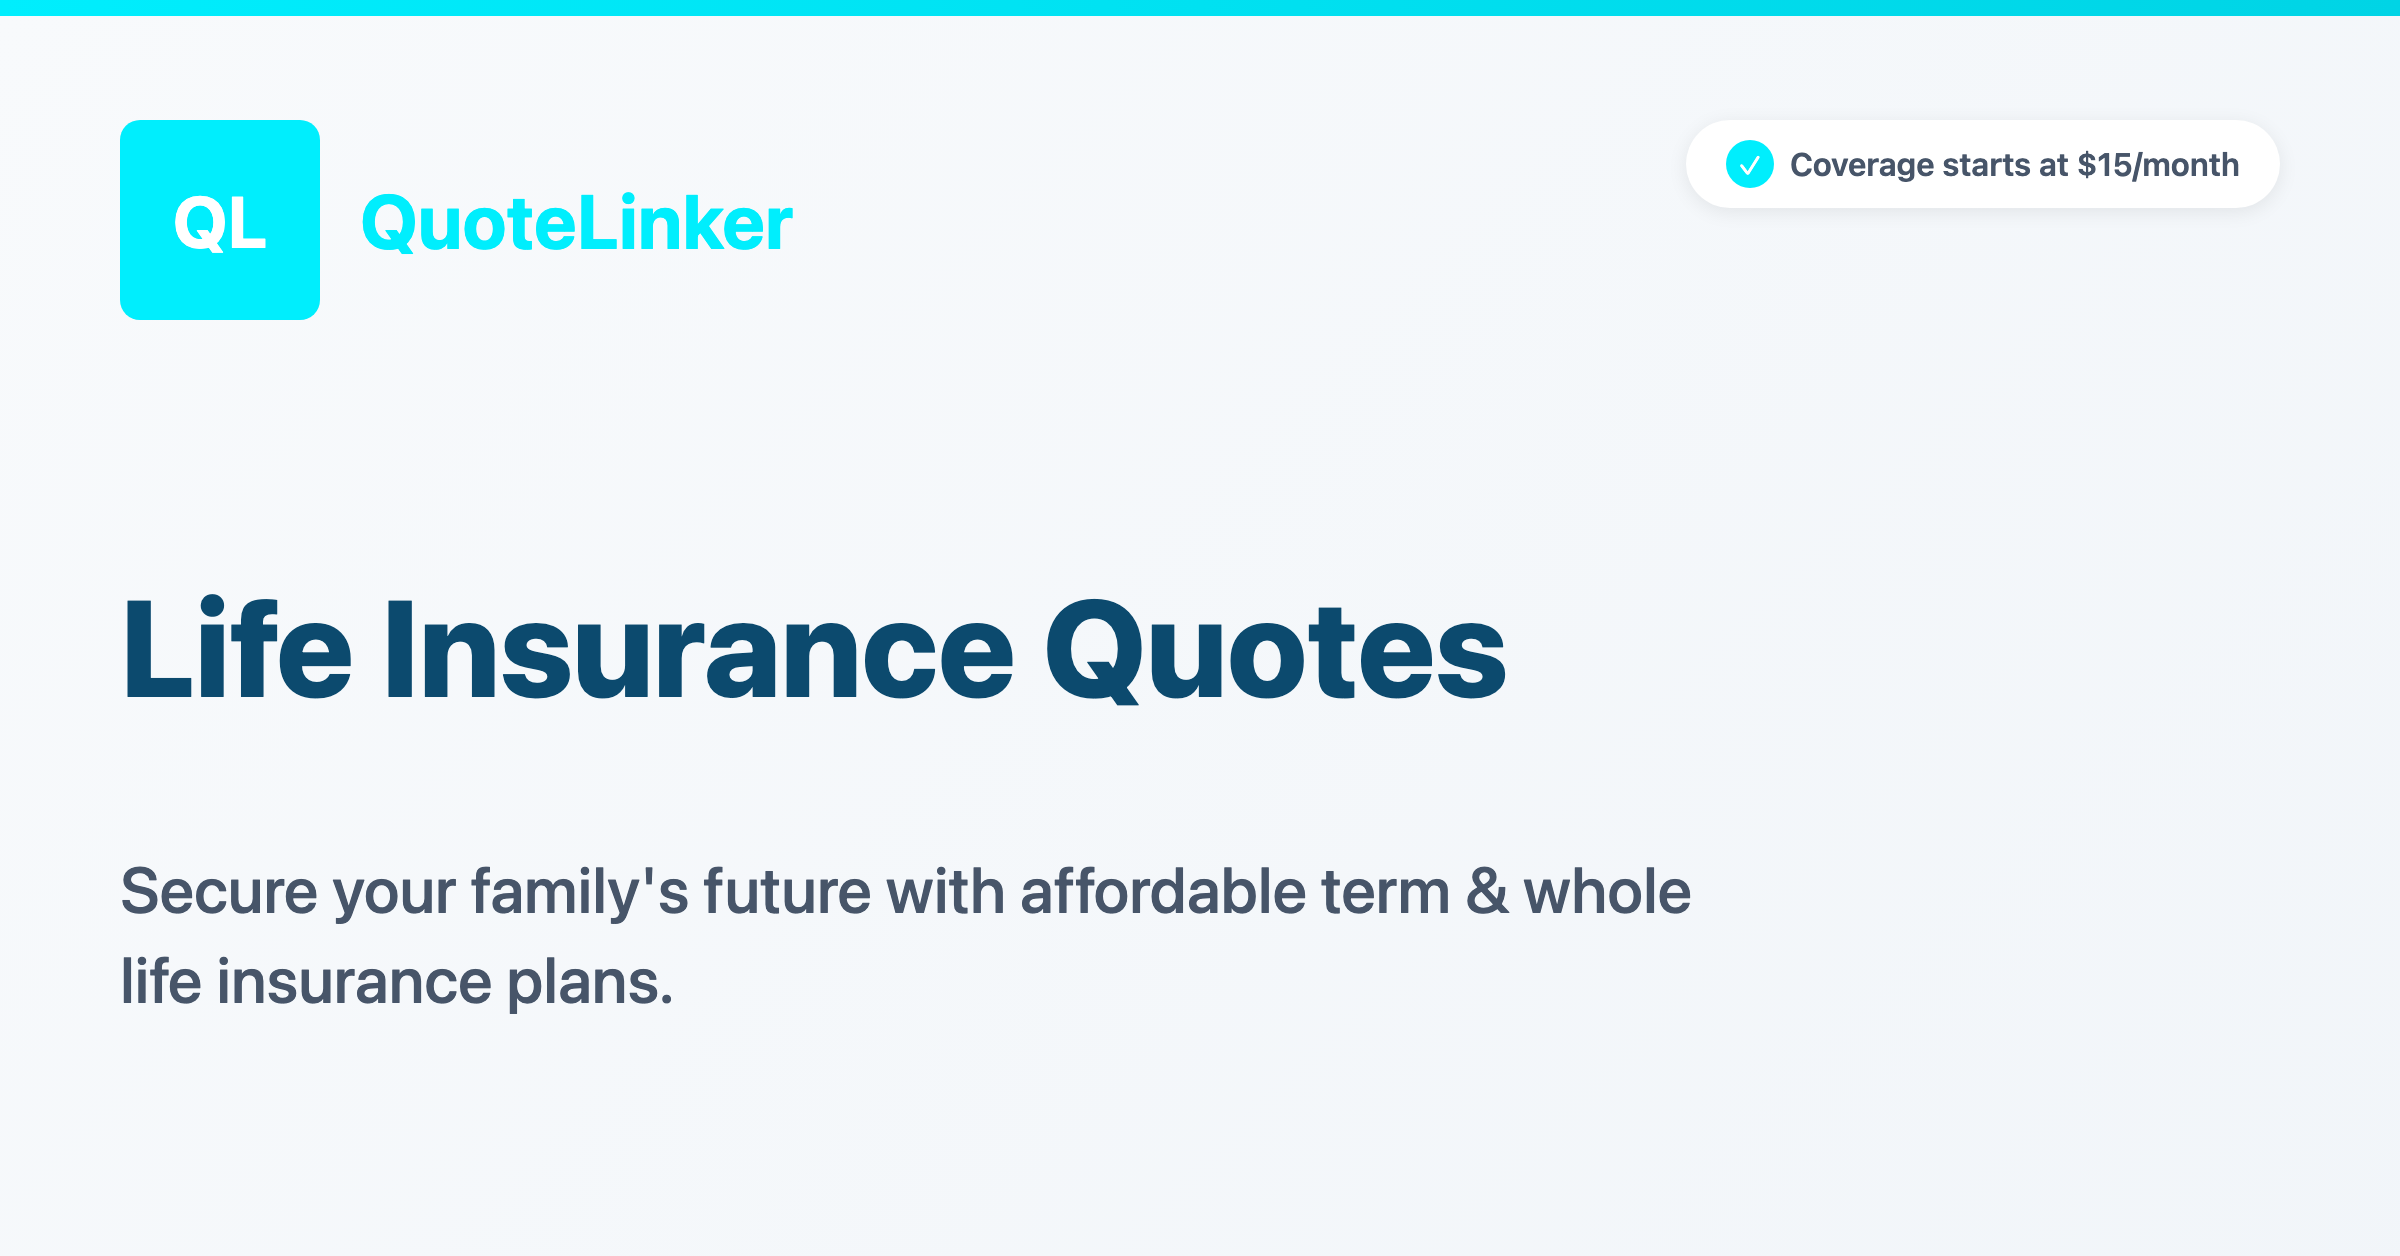 QL
QuoteLinker
Coverage starts at $15/month
Life Insurance Quotes
Secure your family's future with affordable term & whole
life insurance plans.